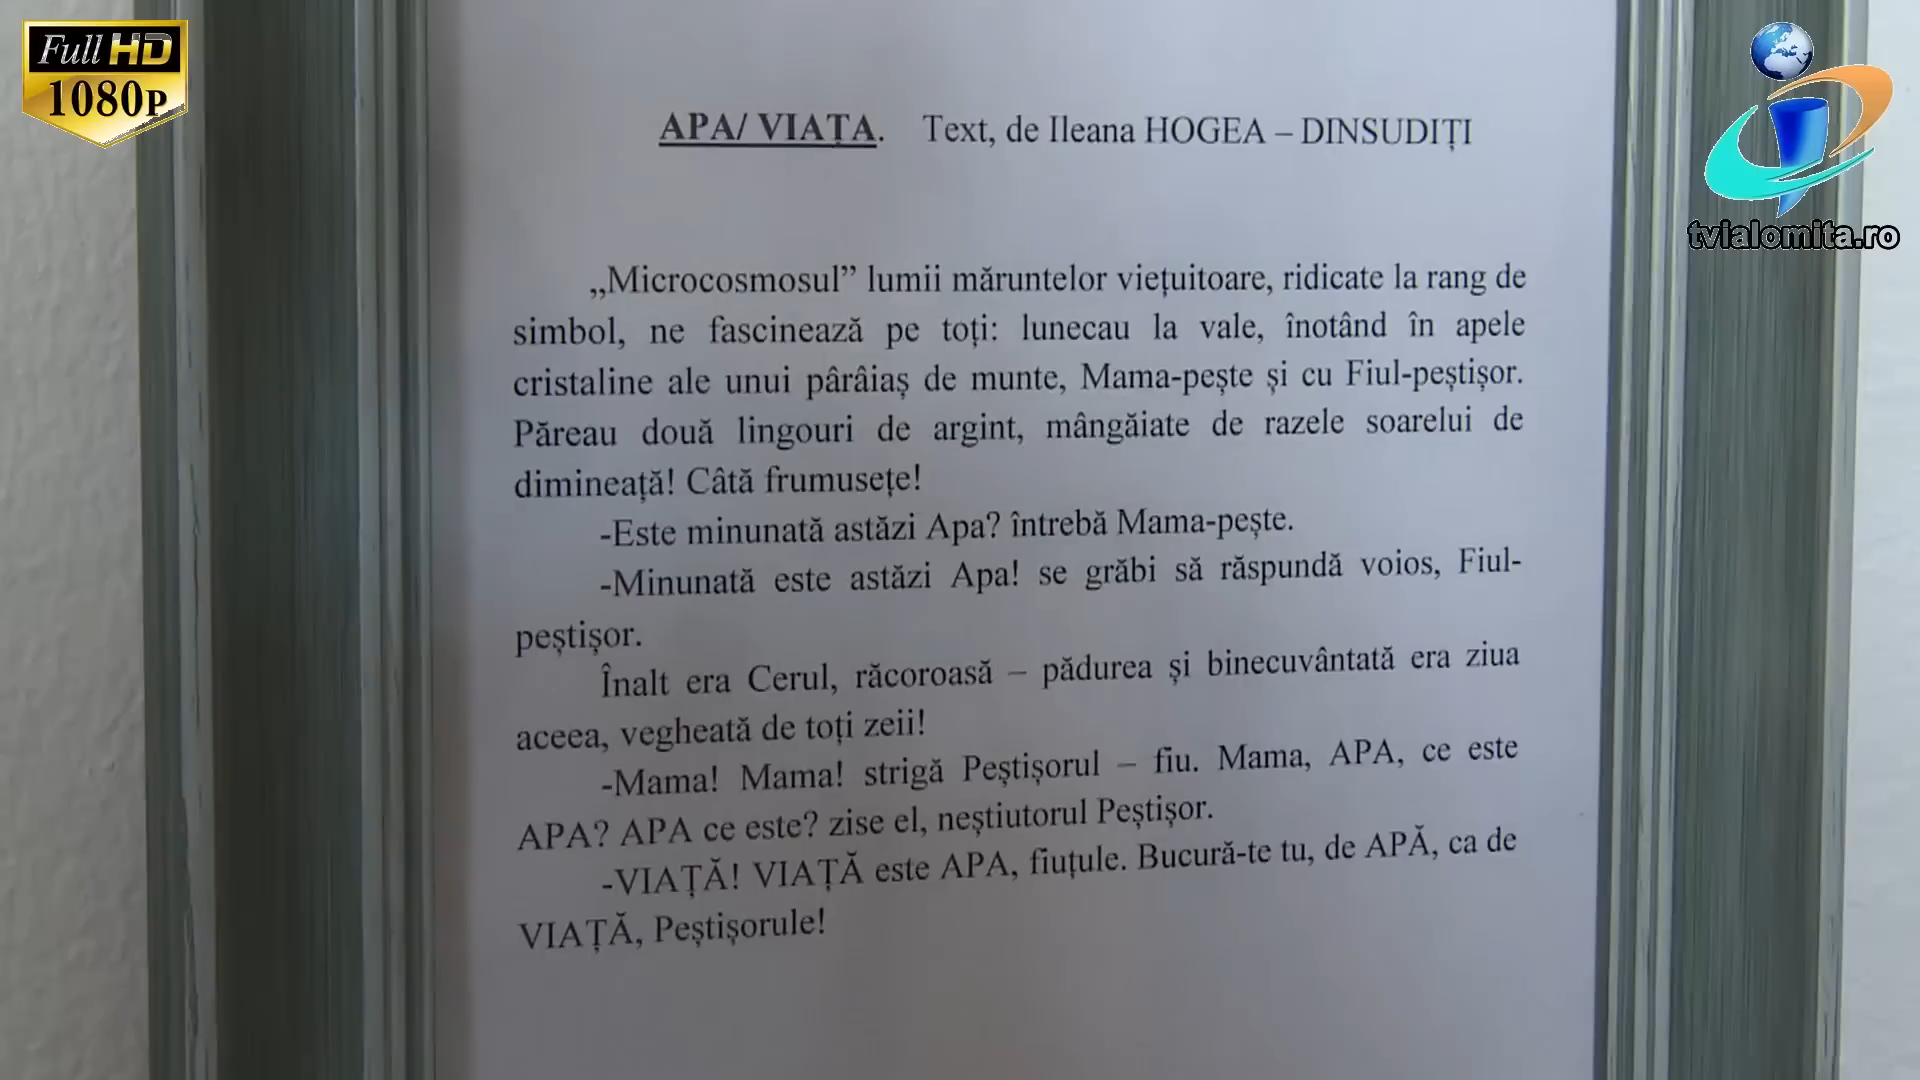 Full HD
1080P
tvialomita.ro
APA/ VIAȚA. Text, de Ileana HOGEA – DINSUDIȚI
„Microcosmosul” lumii măruntelor viețuitoare, ridicate la rang de
simbol, ne fascinează pe toți: lunecau la vale, înotând în apele
cristaline ale unui pârâiaș de munte, Mama-pește și cu Fiul-peștișor.
Păreau două lingouri de argint, mângăiate de razele soarelui de
dimineață! Câtă frumusețe!
-Este minunată astăzi Apa? întrebă Mama-pește.
-Minunată este astăzi Apa! se grăbi să răspundă voios, Fiul-
peștișor.
Înalt era Cerul, răcoroasă – pădurea și binecuvântată era ziua
aceea, vegheată de toți zeii!
-Mama! Mama! strigă Peștișorul – fiu. Mama, APA, ce este
APA? APA ce este? zise el, neștiutorul Peștișor.
-VIAȚĂ! VIAȚĂ este APA, fiuțule. Bucură-te tu, de APĂ, ca de
VIAȚĂ, Peștișorule!